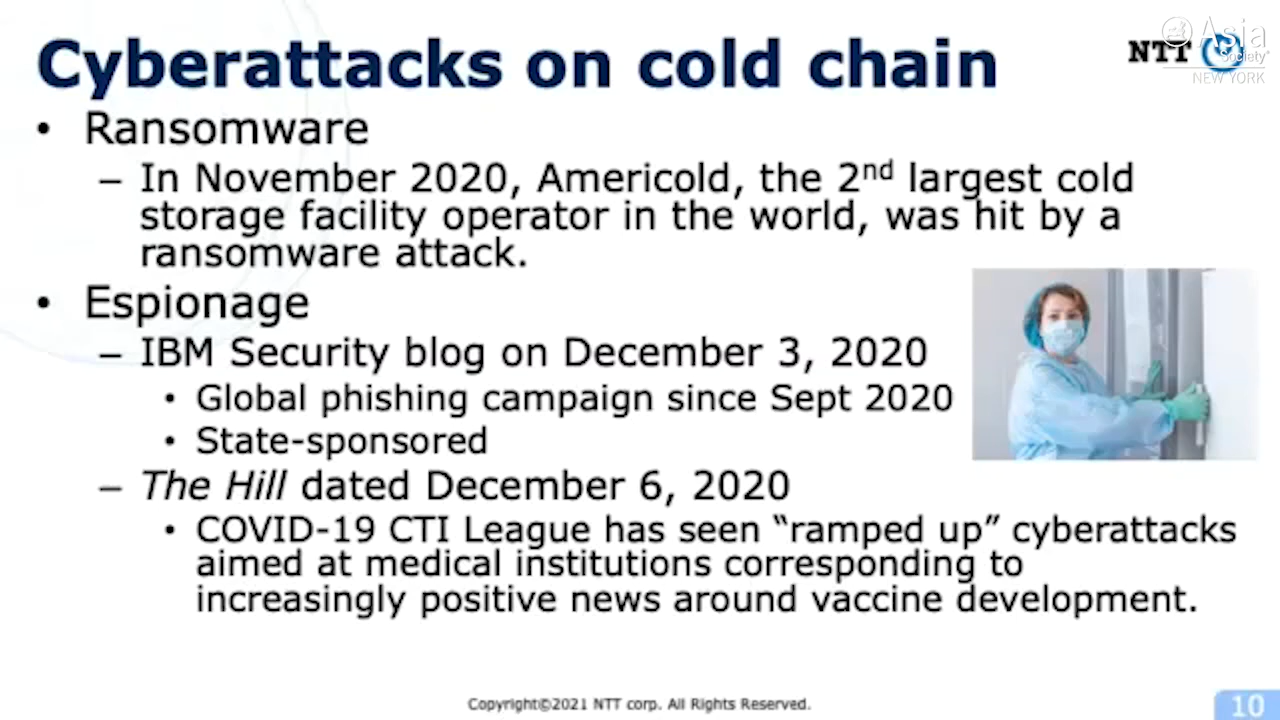 Cyberattacks on cold chain
NTT
Asia
Society
NEW YORK
• Ransomware
– In November 2020, Americold, the 2nd largest cold
storage facility operator in the world, was hit by a
ransomware attack.
• Espionage
– IBM Security blog on December 3, 2020
• Global phishing campaign since Sept 2020
• State-sponsored
– The Hill dated December 6, 2020
• COVID-19 CTI League has seen “ramped up” cyberattacks
aimed at medical institutions corresponding to
increasingly positive news around vaccine development.
Copyright©2021 NTT corp. All Rights Reserved.
10